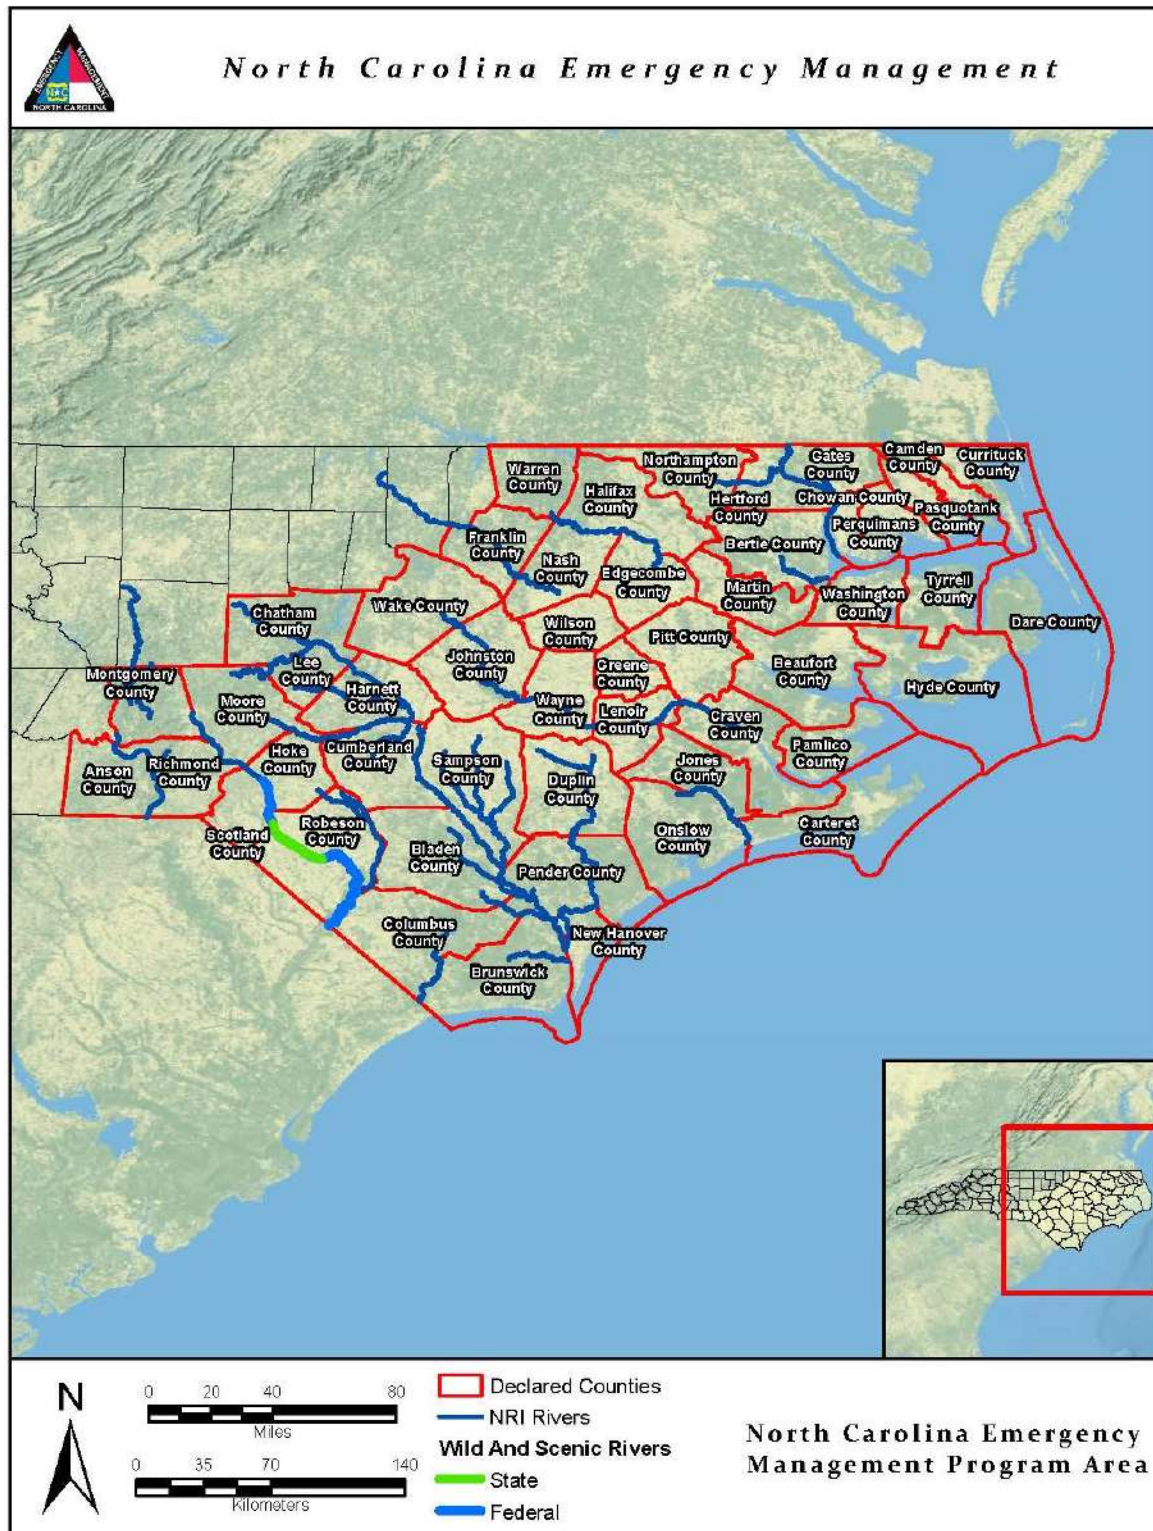 North Carolina Emergency Management
EMERGENCY
MANAGEMENT
NC
NORTH CAROLINA
Warren
County
Northampton
County
Gates
County
Camden
County
Currituck
County
Halifax
County
Hertford
County
Chowan County
Pasquotank
County
Perquimans
County
Franklin
County
Nash
County
Edgecombe
County
Bertie County
Martin
County
Washington
County
Tyrrell
County
Dare County
Chatham
County
Wake County
Wilson
County
Pitt County
Montgomery
County
Lee
County
Johnston
County
Greene
County
Beaufort
County
Hyde County
Moore
County
Harnett
County
Wayne
County
Lenoir
County
Craven
County
Anson
County
Richmond
County
Hoke
County
Cumberland
County
Sampson
County
Duplin
County
Jones
County
Pamlico
County
Scotland
County
Robeson
County
Bladen
County
Pender County
Onslow
County
Carteret
County
Columbus
County
New Hanover
County
Brunswick
County
N
0 20 40 80
Miles
0 35 70 140
Kilometers
Declared Counties
NRI Rivers
Wild And Scenic Rivers
State
Federal
North Carolina Emergency
Management Program Area